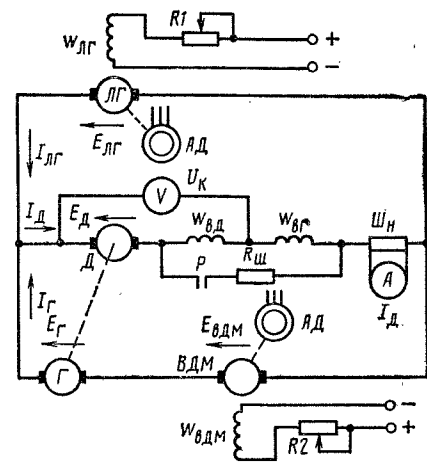 R1
W_ЛГ
+
−
ЛГ
E_ЛГ
АД
I_ЛГ
V
U_К
I_Д
E_Д
W_ВД
W_ВГ
Ш_Н
Д
Р
R_Ш
А
I_Г
I_Д
E_Г
E_ВДМ
АД
Г
ВДМ
W_ВДМ
−
+
R2